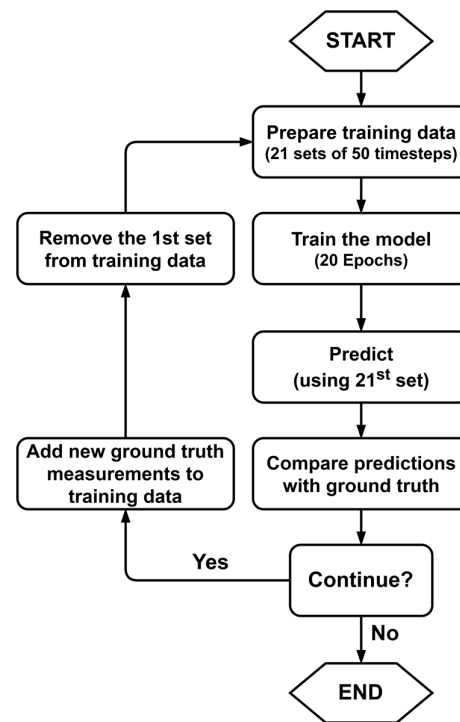 START
Prepare training data
(21 sets of 50 timesteps)
Remove the 1st set
from training data
Train the model
(20 Epochs)
Predict
(using 21st set)
Add new ground truth
measurements to
training data
Compare predictions
with ground truth
Yes
Continue?
No
END